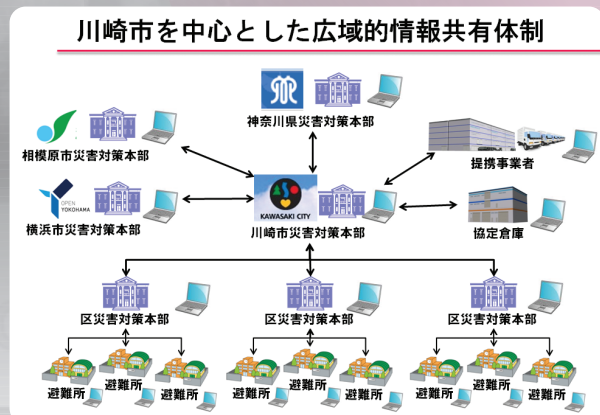 川崎市を中心とした広域的情報共有体制
神奈川県災害対策本部
相模原市災害対策本部
提携事業者
OPEN
YOKOHAMA
横浜市災害対策本部
KAWASAKI CITY
川崎市災害対策本部
協定倉庫
区災害対策本部
区災害対策本部
区災害対策本部
避難所
避難所
避難所
避難所
避難所
避難所
避難所
避難所
避難所